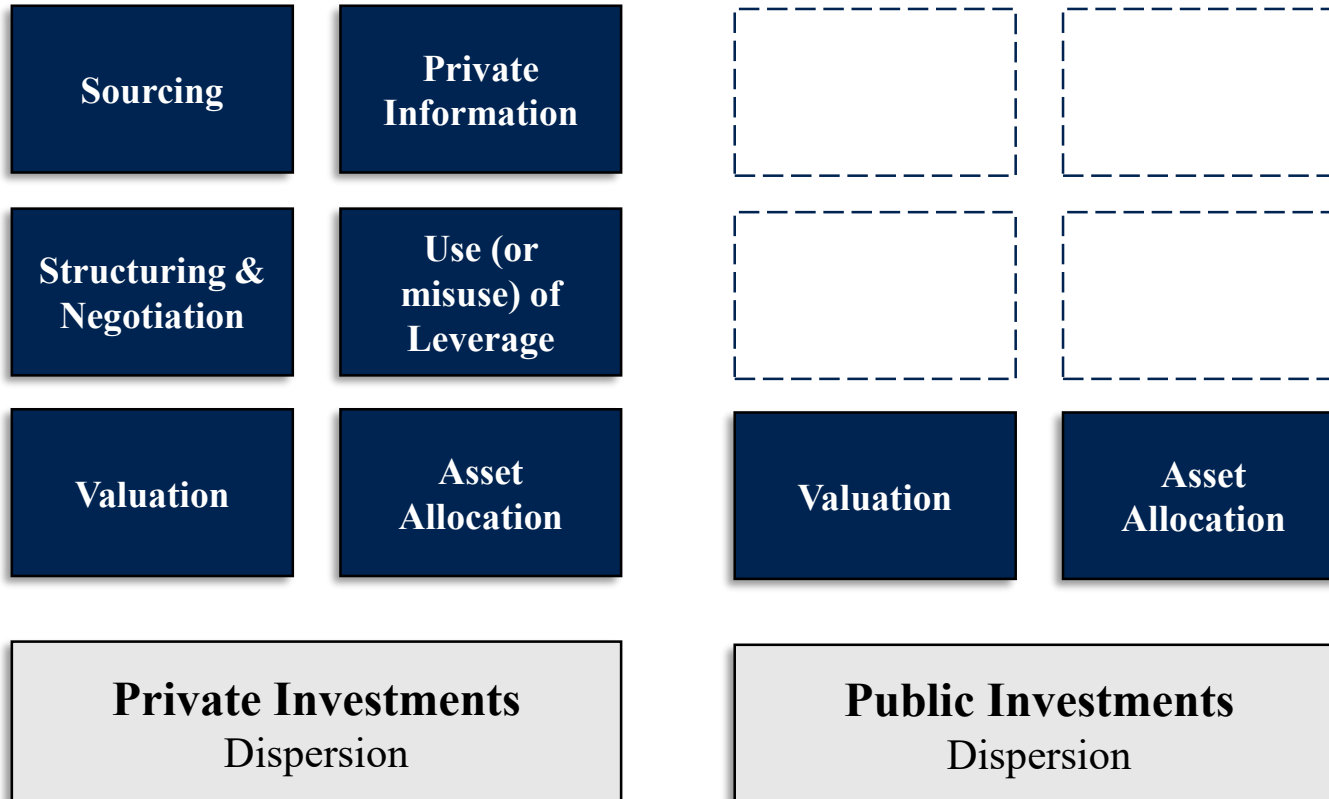 Sourcing
Private
Information
Structuring &
Negotiation
Use (or
misuse) of
Leverage
Valuation
Asset
Allocation
Valuation
Asset
Allocation
Private Investments
Dispersion
Public Investments
Dispersion